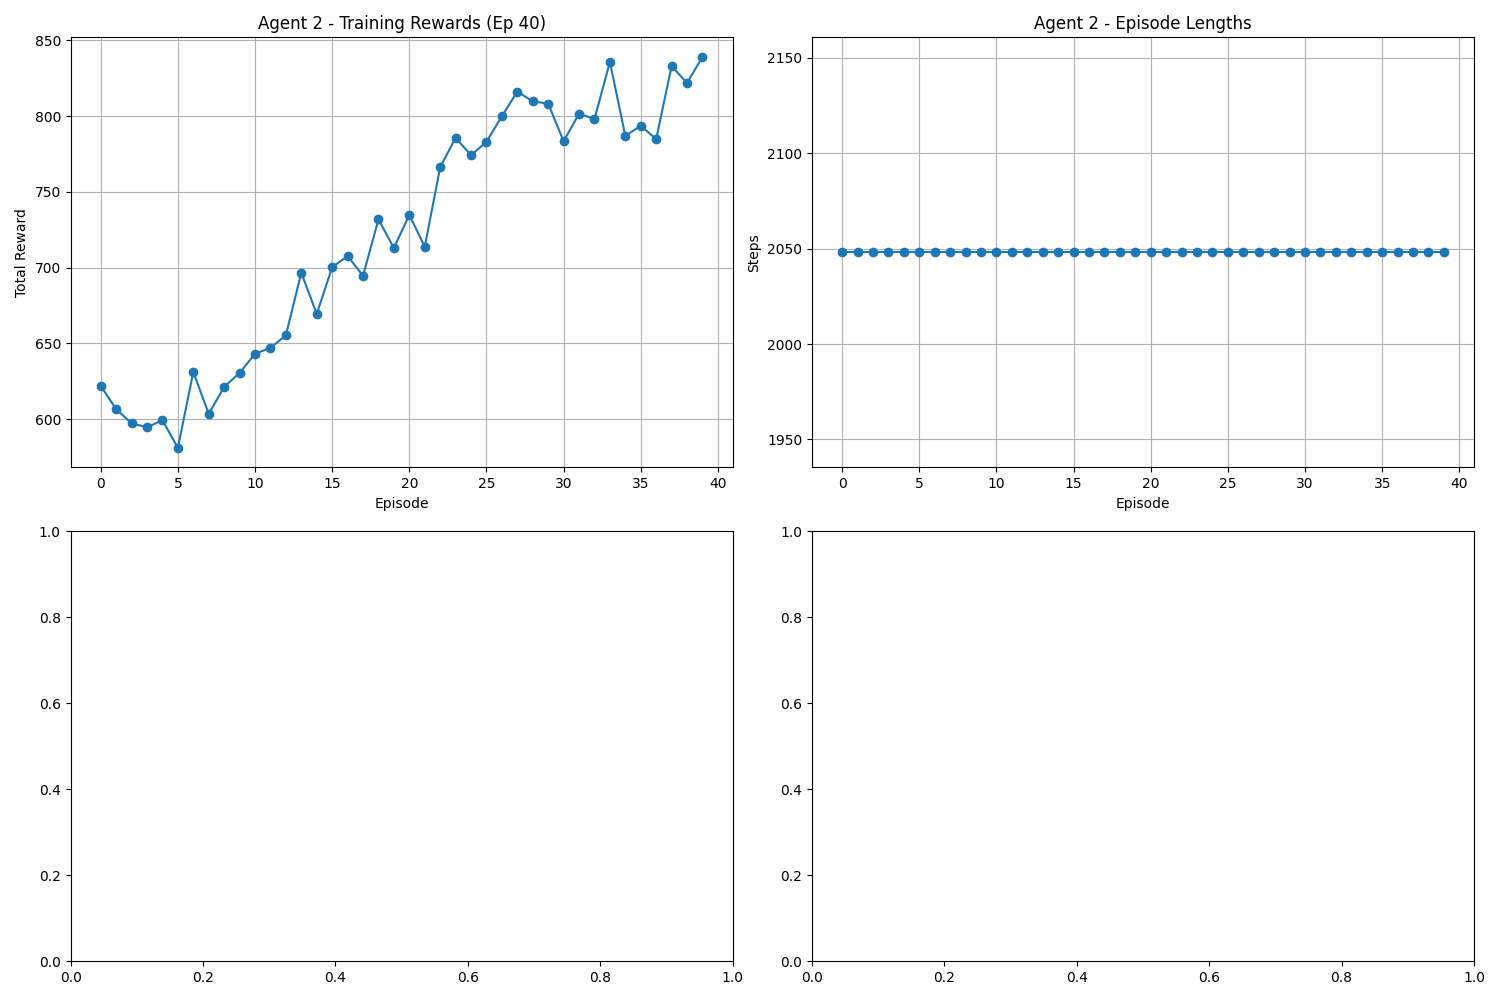 Agent 2 - Training Rewards (Ep 40)
Total Reward
850
800
750
700
650
600
0 5 10 15 20 25 30 35 40
Episode
Agent 2 - Episode Lengths
Steps
2150
2100
2050
2000
1950
0 5 10 15 20 25 30 35 40
Episode
1.0
0.8
0.6
0.4
0.2
0.0
0.0 0.2 0.4 0.6 0.8 1.0
1.0
0.8
0.6
0.4
0.2
0.0
0.0 0.2 0.4 0.6 0.8 1.0